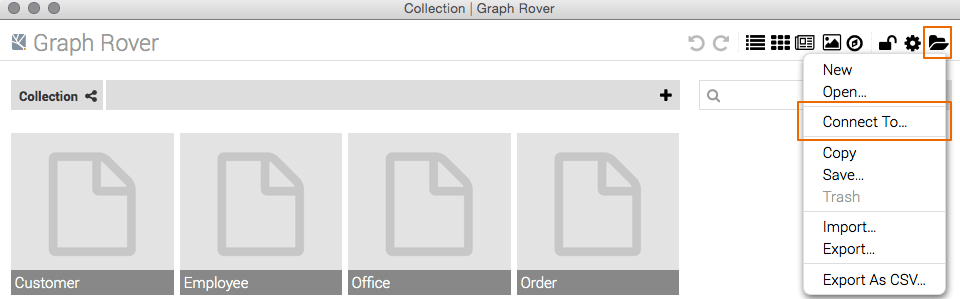 Collection | Graph Rover
Graph Rover
Collection
New
Open...
Connect To...
Copy
Save...
Trash
Import...
Export...
Export As CSV...
Customer
Employee
Office
Order